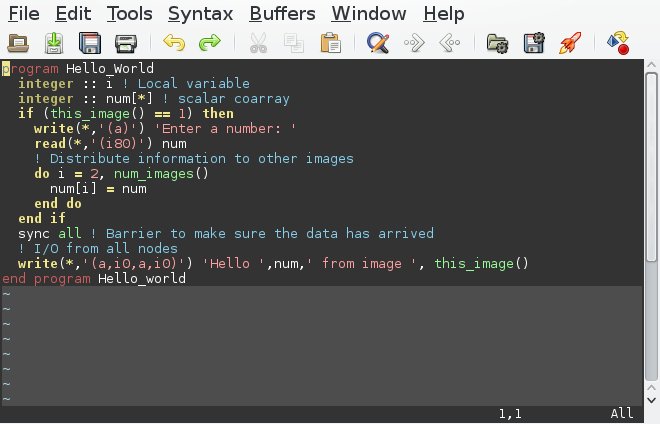 File Edit Tools Syntax Buffers Window Help
program Hello_World
  integer :: i ! Local variable
  integer :: num[*] ! scalar coarray
  if (this_image() == 1) then
    write(*,'(a)') 'Enter a number: '
    read(*,'(i80)') num
    ! Distribute information to other images
    do i = 2, num_images()
      num[i] = num
    end do
  end if
  sync all ! Barrier to make sure the data has arrived
  ! I/O from all nodes
  write(*,'(a,i0,a,i0)') 'Hello ',num,' from image ', this_image()
end program Hello_world
~
~
~
~
~
~
~
~
1,1 All